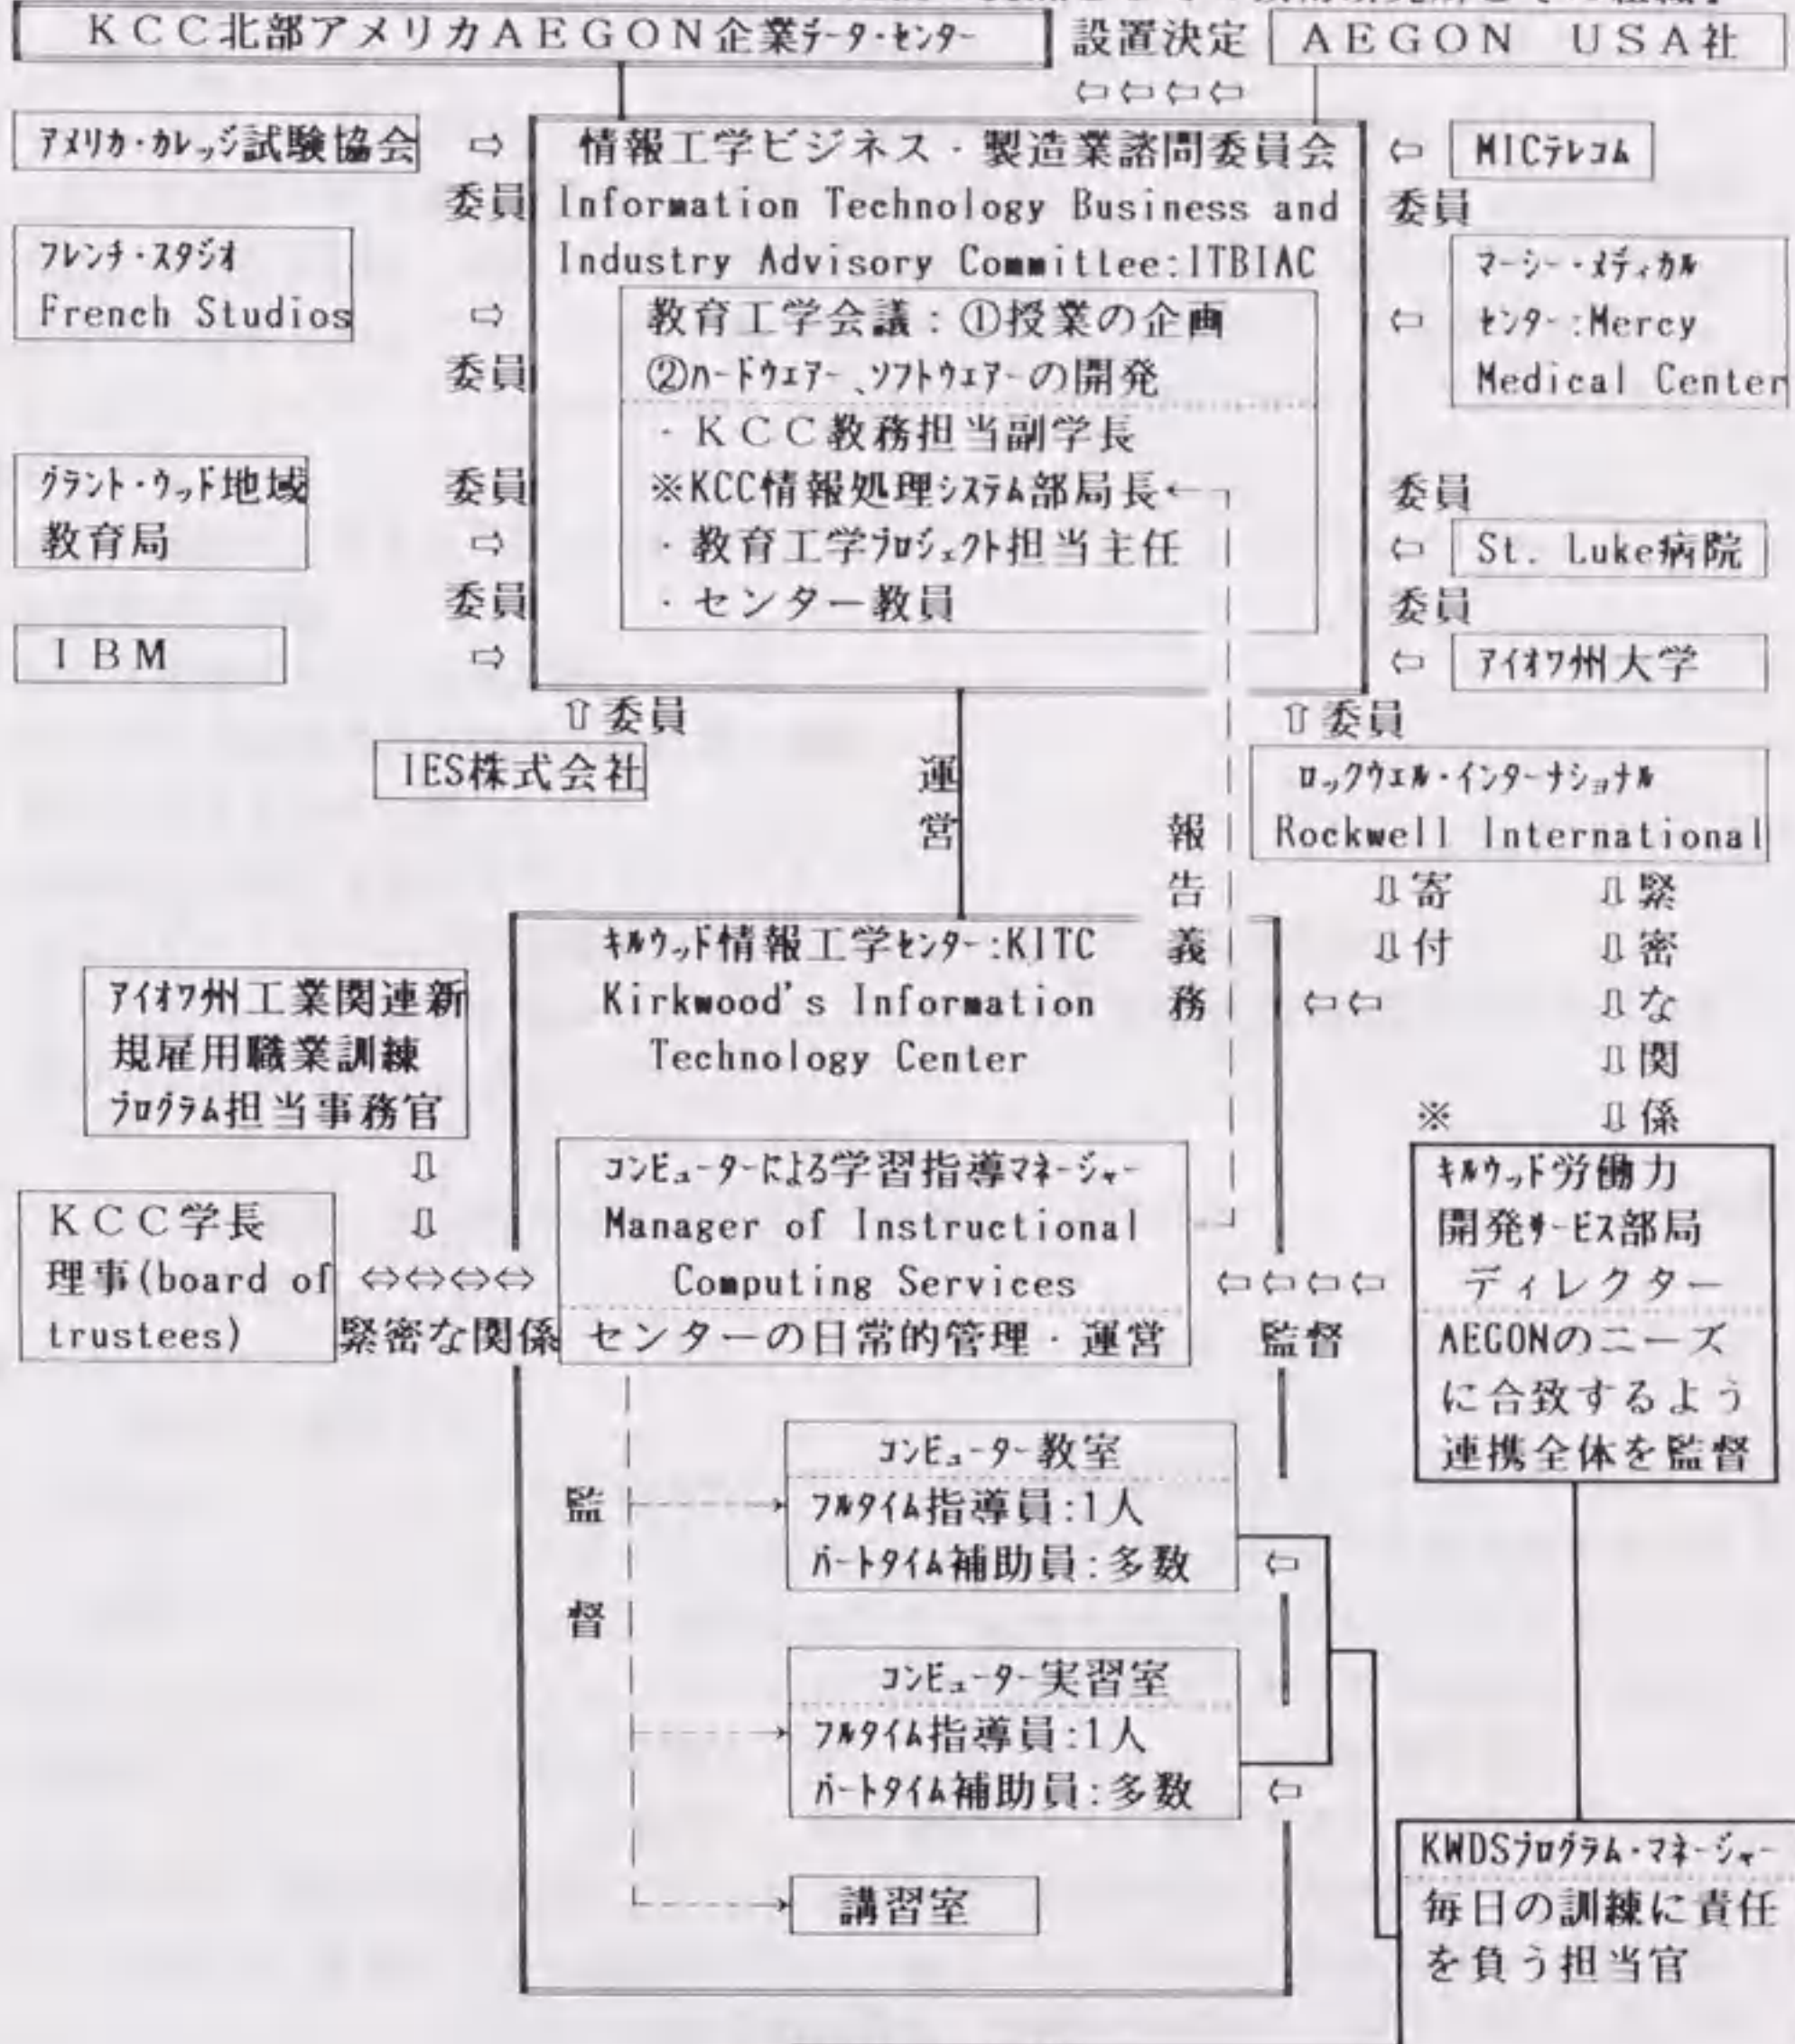 KCC北部アメリカAEGON企業データ・センター
設置決定
AEGON USA社
⇦⇦⇦⇦
アメリカ・カレッジ試験協会
⇨
委員
情報工学ビジネス・製造業諮問委員会
Information Technology Business and
Industry Advisory Committee:ITBIAC
⇦
MICテレコム
委員
フレンチ・スタジオ
French Studios
⇨
委員
教育工学会議:①授業の企画
②ハードウェアー、ソフトウェアーの開発
・KCC教務担当副学長
※KCC情報処理システム部局長←
・教育工学プロジェクト担当主任
・センター教員
⇦
マーシー・メディカル
センター:Mercy
Medical Center
グラント・ウッド地域
教育局
委員
⇨
委員
⇦
St. Luke病院
委員
IBM
⇨
委員
⇦
アイオワ州大学
⇧委員
IES株式会社
運営
⇧委員
ロックウェル・インターナショナル
Rockwell International
報告義務
⇩寄
⇩付
⇦⇦
⇩緊
⇩密
⇩な
⇩関
⇩係
キルウッド情報工学センター:KITC
Kirkwood's Information
Technology Center
アイオワ州工業関連新
規雇用職業訓練
プログラム担当事務官
⇩
⇩
KCC学長
理事(board of
trustees)
⇔⇔⇔⇔
緊密な関係
コンピューターによる学習指導マネージャー
Manager of Instructional
Computing Services
センターの日常的管理・運営
⇦⇦⇦⇦
監督
※
キルウッド労働力
開発サービス部局
ディレクター
AEGONのニーズ
に合致するよう
連携全体を監督
監督
コンピューター教室
フルタイム指導員:1人
パートタイム補助員:多数
⇦
コンピューター実習室
フルタイム指導員:1人
パートタイム補助員:多数
⇦
講習室
KWDSプログラム・マネージャー
毎日の訓練に責任
を負う担当官